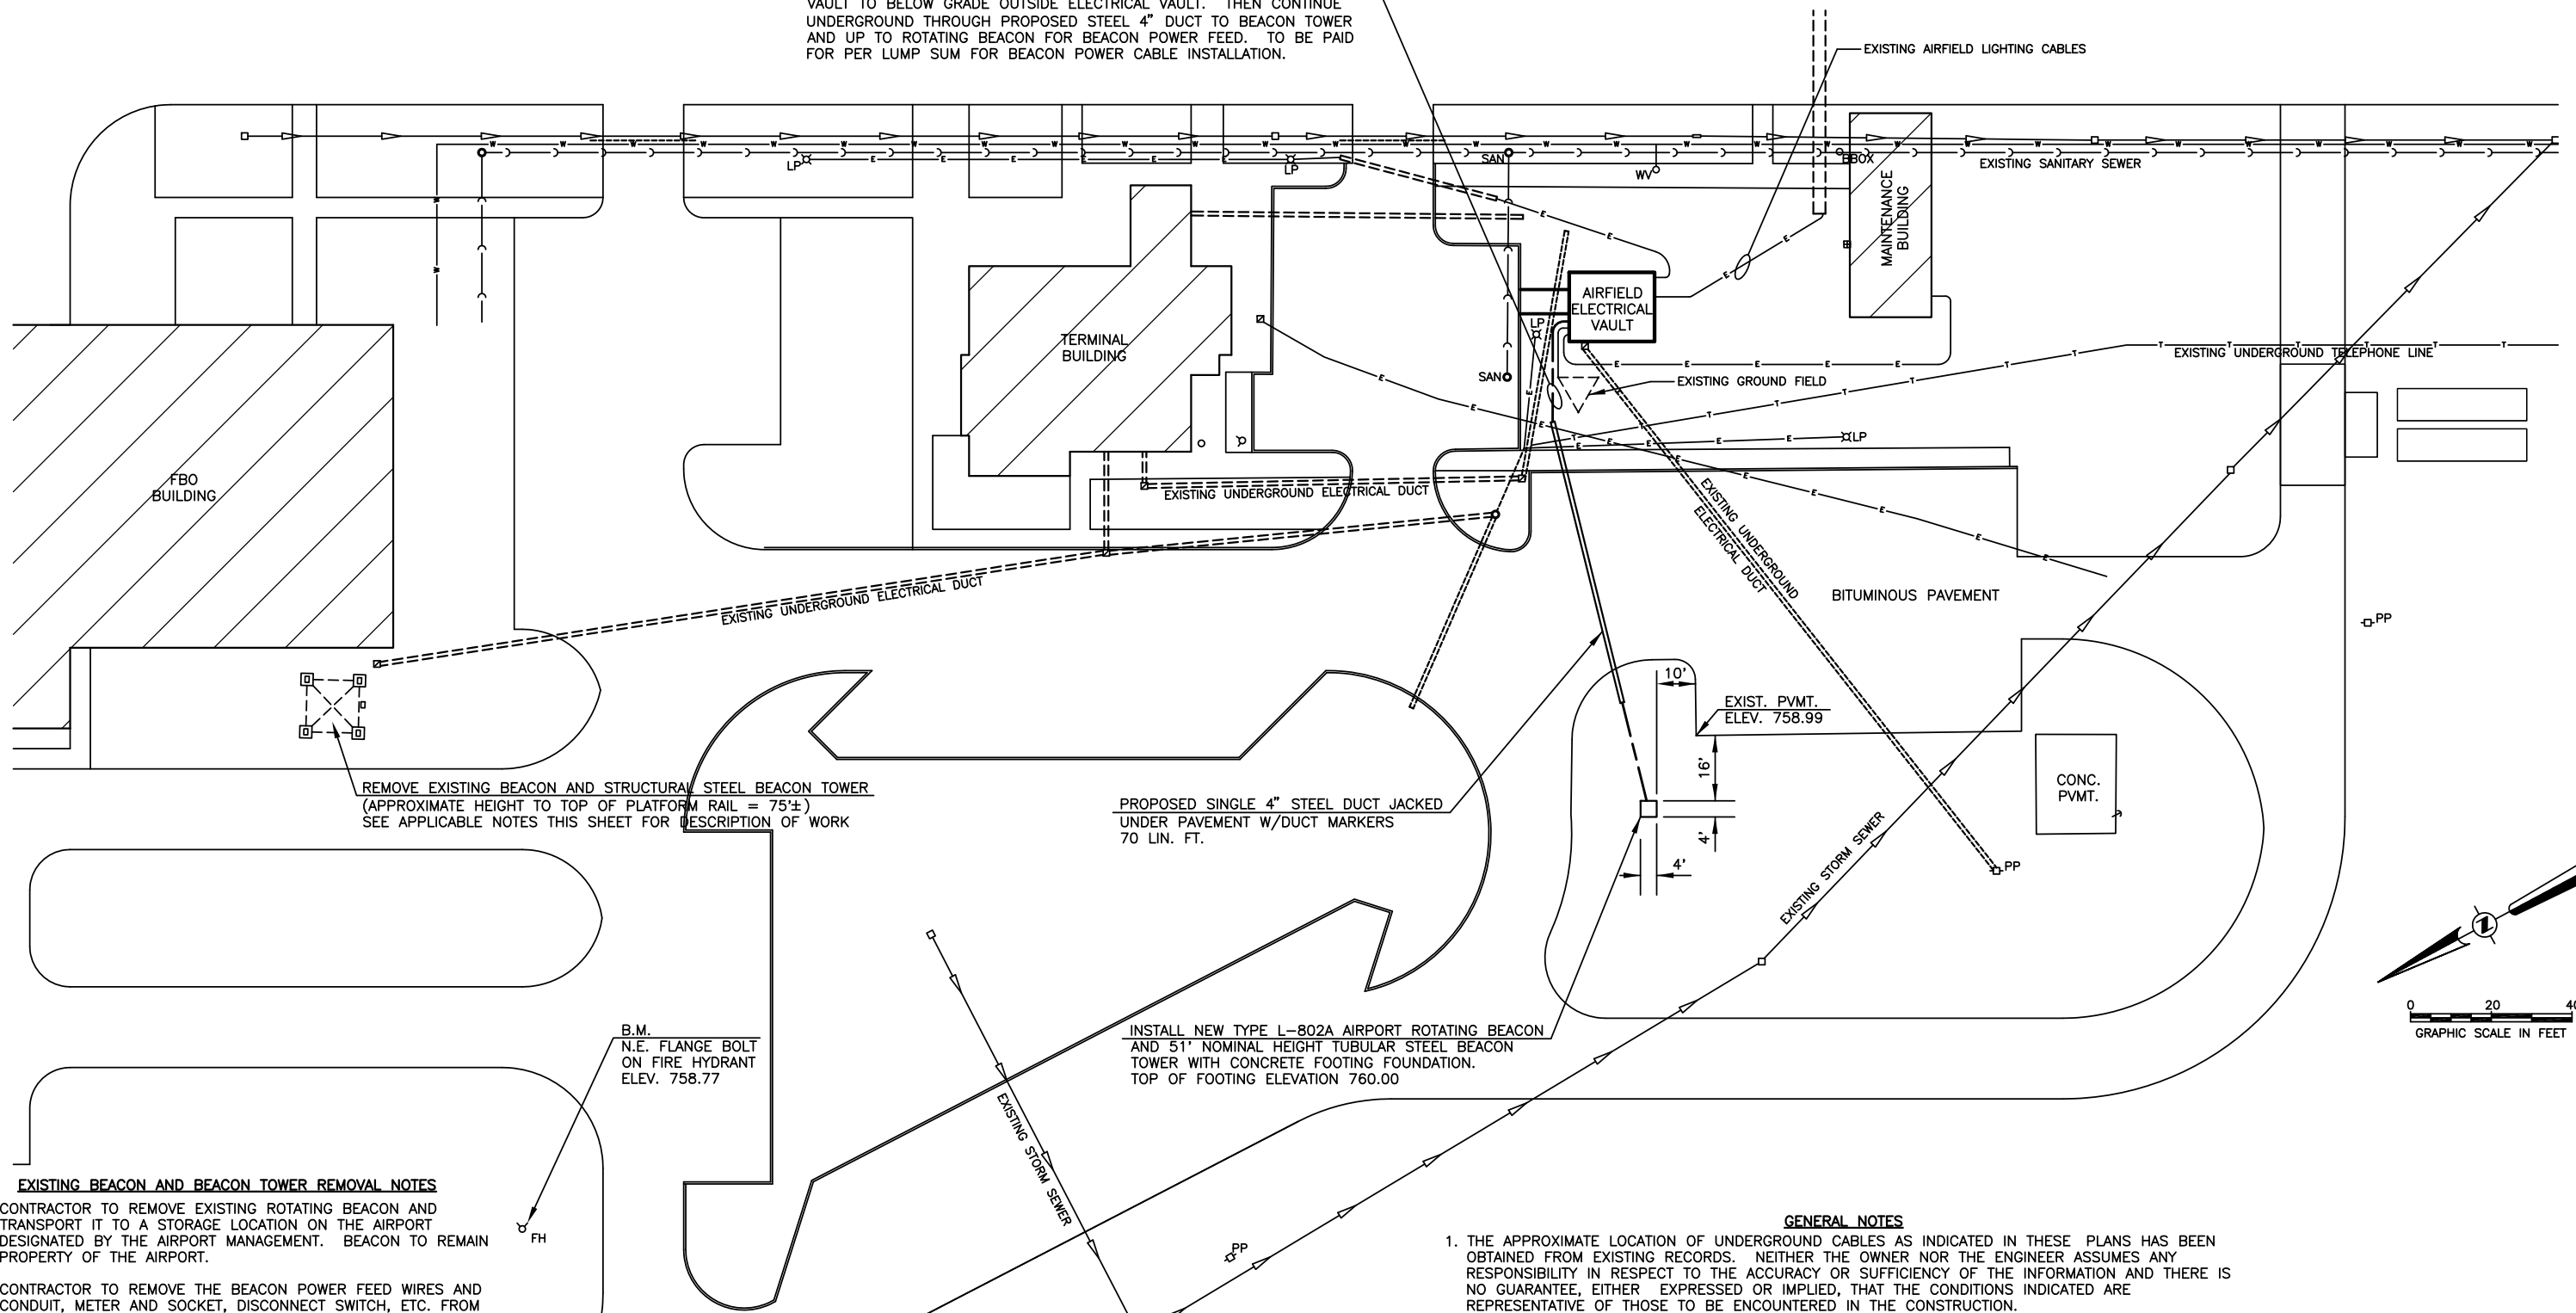 VAULT TO BELOW GRADE OUTSIDE ELECTRICAL VAULT. THEN CONTINUE
UNDERGROUND THROUGH PROPOSED STEEL 4" DUCT TO BEACON TOWER
AND UP TO ROTATING BEACON FOR BEACON POWER FEED. TO BE PAID
FOR PER LUMP SUM FOR BEACON POWER CABLE INSTALLATION.
EXISTING AIRFIELD LIGHTING CABLES
LP
LP
SAN
WV
BBOX
EXISTING SANITARY SEWER
MAINTENANCE
BUILDING
AIRFIELD
ELECTRICAL
VAULT
LP
TERMINAL
BUILDING
EXISTING UNDERGROUND TELEPHONE LINE
SAN
EXISTING GROUND FIELD
LP
FBO
BUILDING
EXISTING UNDERGROUND ELECTRICAL DUCT
EXISTING UNDERGROUND
ELECTRICAL DUCT
EXISTING UNDERGROUND ELECTRICAL DUCT
BITUMINOUS PAVEMENT
PP
10'
EXIST. PVMT.
ELEV. 758.99
16'
CONC.
PVMT.
REMOVE EXISTING BEACON AND STRUCTURAL STEEL BEACON TOWER
(APPROXIMATE HEIGHT TO TOP OF PLATFORM RAIL = 75'±)
SEE APPLICABLE NOTES THIS SHEET FOR DESCRIPTION OF WORK
PROPOSED SINGLE 4" STEEL DUCT JACKED
UNDER PAVEMENT W/DUCT MARKERS
70 LIN. FT.
4'
4'
PP
EXISTING STORM SEWER
0 20 40
GRAPHIC SCALE IN FEET
B.M.
N.E. FLANGE BOLT
ON FIRE HYDRANT
ELEV. 758.77
INSTALL NEW TYPE L-802A AIRPORT ROTATING BEACON
AND 51' NOMINAL HEIGHT TUBULAR STEEL BEACON
TOWER WITH CONCRETE FOOTING FOUNDATION.
TOP OF FOOTING ELEVATION 760.00
EXISTING STORM SEWER
FH
PP
EXISTING BEACON AND BEACON TOWER REMOVAL NOTES
CONTRACTOR TO REMOVE EXISTING ROTATING BEACON AND
TRANSPORT IT TO A STORAGE LOCATION ON THE AIRPORT
DESIGNATED BY THE AIRPORT MANAGEMENT. BEACON TO REMAIN
PROPERTY OF THE AIRPORT.
CONTRACTOR TO REMOVE THE BEACON POWER FEED WIRES AND
CONDUIT, METER AND SOCKET, DISCONNECT SWITCH, ETC. FROM
GENERAL NOTES
1. THE APPROXIMATE LOCATION OF UNDERGROUND CABLES AS INDICATED IN THESE PLANS HAS BEEN
OBTAINED FROM EXISTING RECORDS. NEITHER THE OWNER NOR THE ENGINEER ASSUMES ANY
RESPONSIBILITY IN RESPECT TO THE ACCURACY OR SUFFICIENCY OF THE INFORMATION AND THERE IS
NO GUARANTEE, EITHER EXPRESSED OR IMPLIED, THAT THE CONDITIONS INDICATED ARE
REPRESENTATIVE OF THOSE TO BE ENCOUNTERED IN THE CONSTRUCTION.